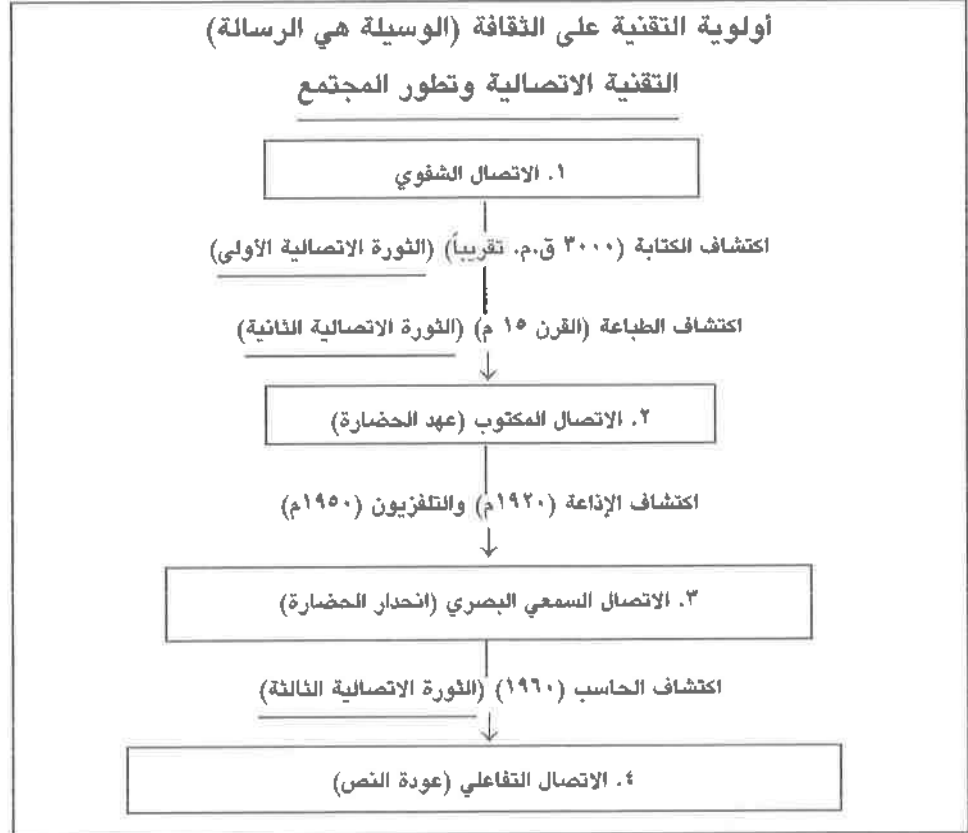 أولوية التقنية على الثقافة (الوسيلة هي الرسالة)
التقنية الاتصالية وتطور المجتمع
١. الاتصال الشفوي
اكتشاف الكتابة (٣٠٠٠ ق.م. تقريباً) (الثورة الاتصالية الأولى)
اكتشاف الطباعة (القرن ١٥ م) (الثورة الاتصالية الثانية)
٢. الاتصال المكتوب (عهد الحضارة)
اكتشاف الإذاعة (١٩٢٠م) والتلفزيون (١٩٥٠م)
٣. الاتصال السمعي البصري (انحدار الحضارة)
اكتشاف الحاسب (١٩٦٠) (الثورة الاتصالية الثالثة)
٤. الاتصال التفاعلي (عودة النص)